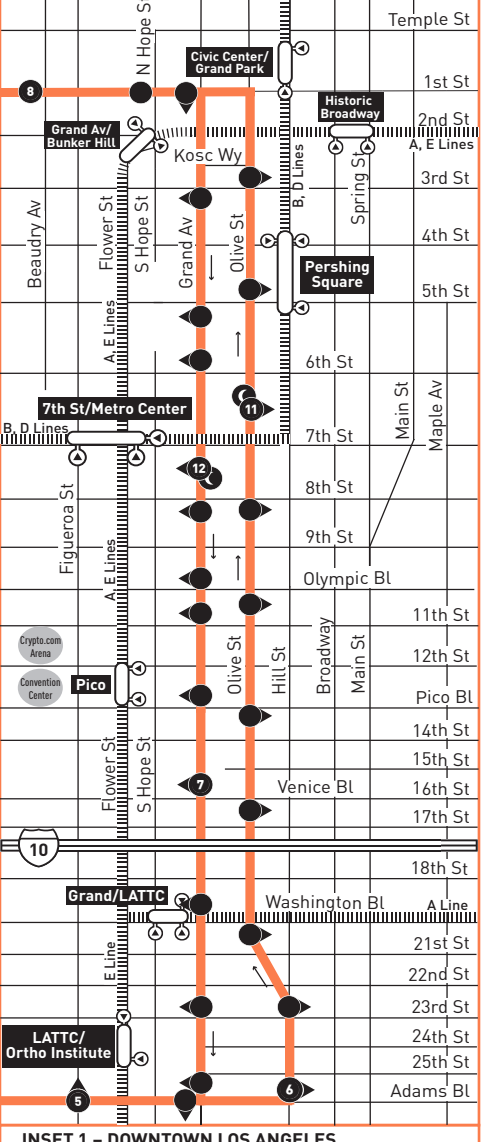 Temple St
N Hope St
Civic Center/
Grand Park
8
1st St
Historic
Broadway
2nd St
A, E Lines
Grand Av/
Bunker Hill
Kosc Wy
B, D Lines
Spring St
3rd St
Beaudry Av
Flower St
S Hope St
Grand Av
Olive St
4th St
Pershing
Square
5th St
A, E Lines
6th St
11
Main St
Maple Av
7th St/Metro Center
B, D Lines
7th St
12
8th St
Figueroa St
9th St
A, E Lines
Olympic Bl
11th St
Crypto.com
Arena
Olive St
Hill St
Broadway
Main St
12th St
Convention
Center
Pico
Pico Bl
14th St
Flower St
S Hope St
15th St
7
Venice Bl
16th St
17th St
10
18th St
Grand/LATTC
Washington Bl
A Line
21st St
E Line
22nd St
23rd St
LATTC/
Ortho Institute
24th St
25th St
5
6
Adams Bl
INSET 1 – DOWNTOWN LOS ANGELES